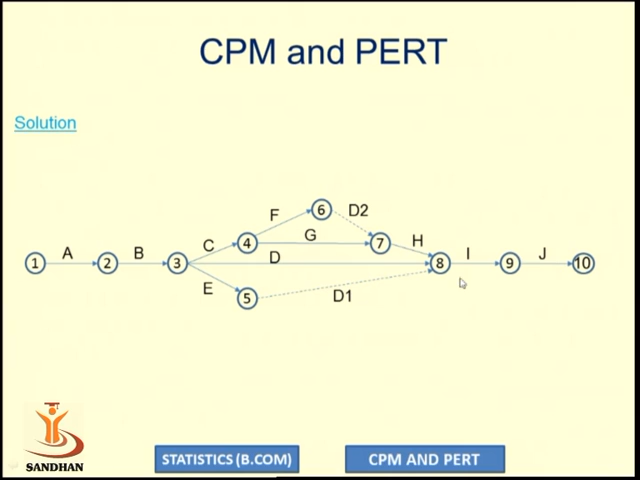 CPM and PERT
Solution
F
6
D2
C
4
G
7
H
1
A
2
B
3
D
8
I
9
J
10
E
5
D1
SANDHAN
STATISTICS (B.COM)
CPM AND PERT